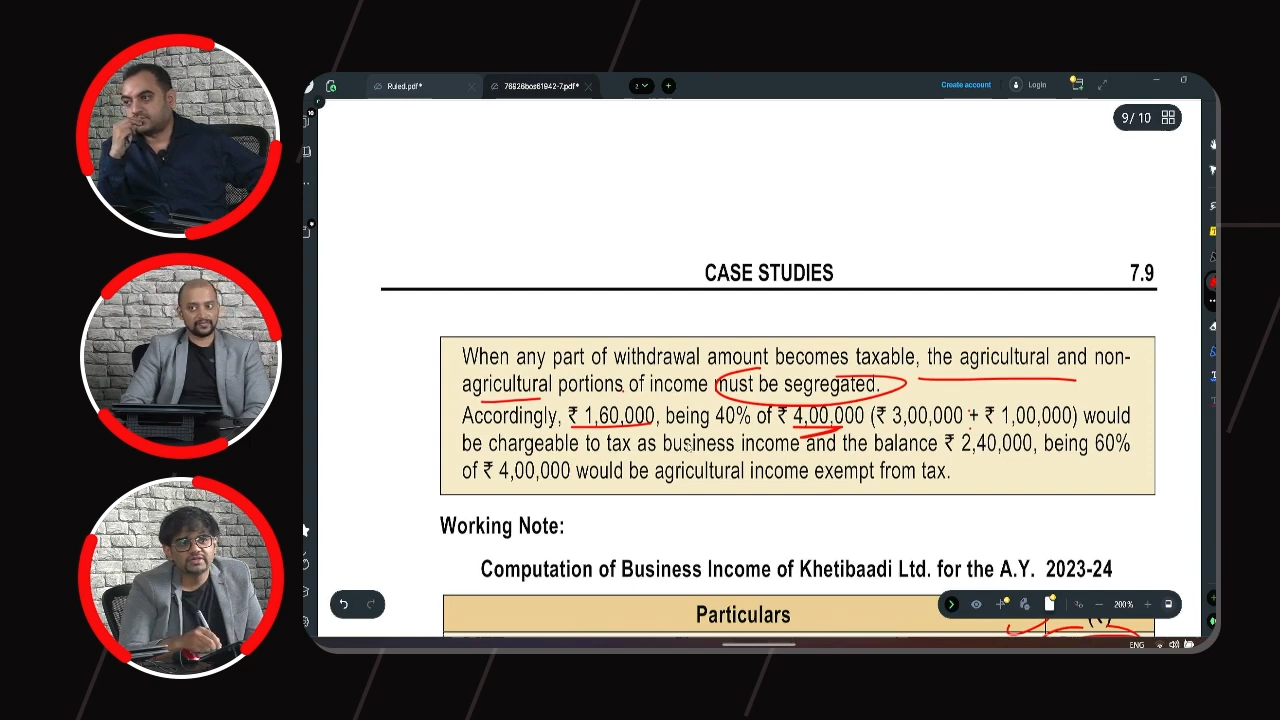 Ruled.pdf*
76826bos61942-7.pdf*
2
+
Create account
Login
9/10
CASE STUDIES 7.9
When any part of withdrawal amount becomes taxable, the agricultural and non-
agricultural portions of income must be segregated.
Accordingly, ₹ 1,60,000, being 40% of ₹ 4,00,000 (₹ 3,00,000 + ₹ 1,00,000) would
be chargeable to tax as business income and the balance ₹ 2,40,000, being 60%
of ₹ 4,00,000 would be agricultural income exempt from tax.
Working Note:
Computation of Business Income of Khetibaadi Ltd. for the A.Y. 2023-24
Particulars
200%
ENG